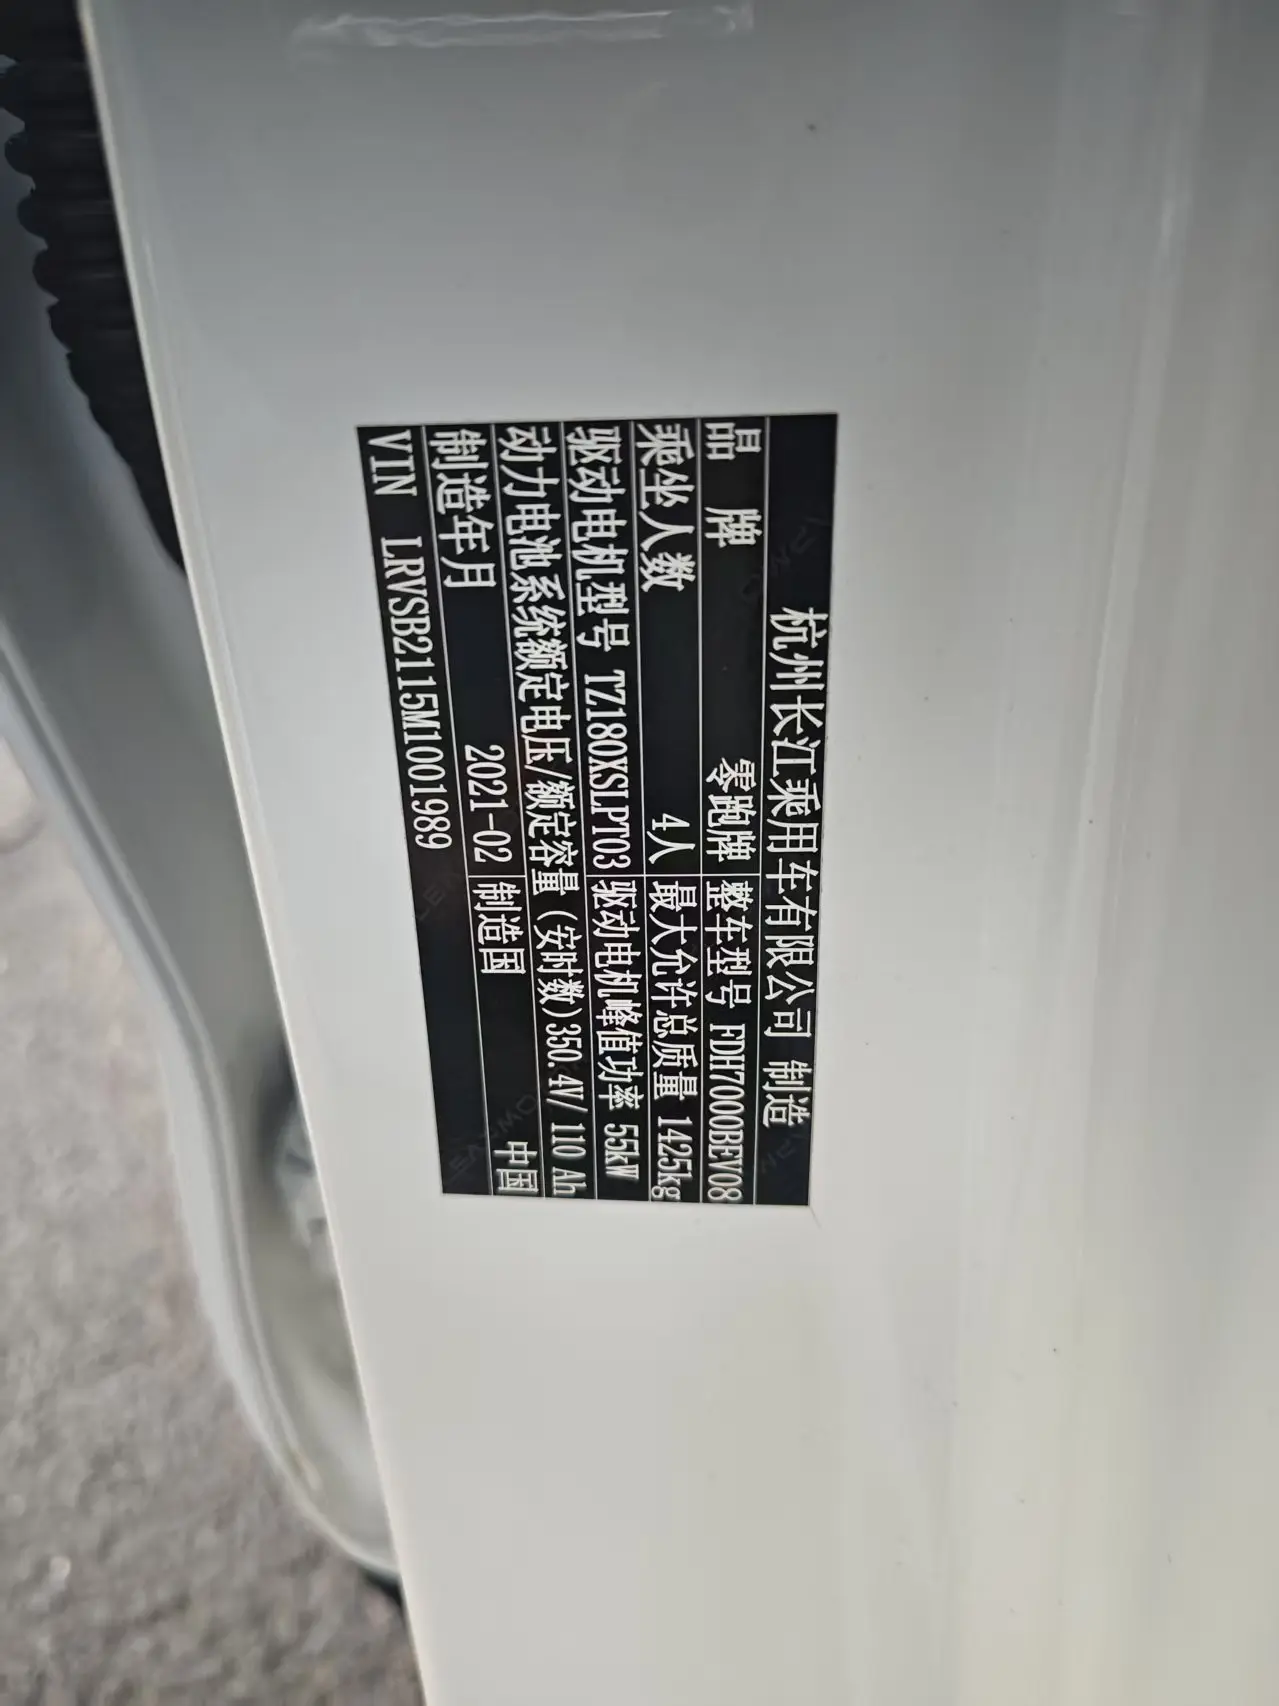 杭州长江乘用车有限公司 制造
品 牌 零跑牌 整车型号 FDH7000BEV08
乘坐人数 4人 最大允许总质量 1425kg
驱动电机型号 TZ180XSLPT03 驱动电机峰值功率 55kW
动力电池系统额定电压/额定容量(安时数)350.4V/110 Ah
制造年月 2021-02 制造国 中国
VIN LRVSB2115M1001989